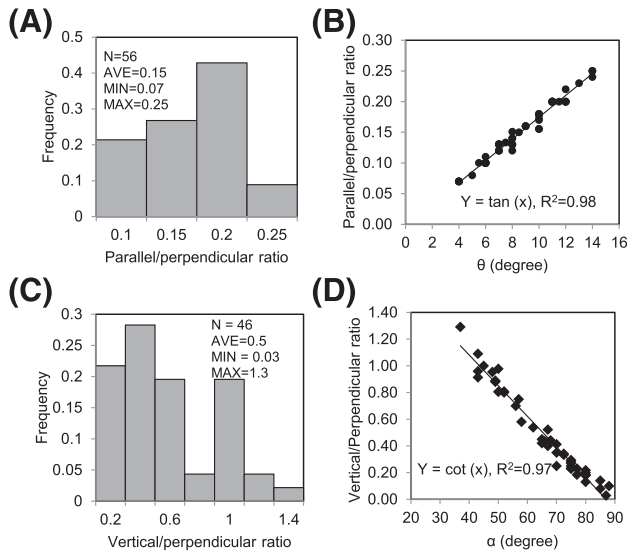 (A)
0.5
0.4
0.3
0.2
0.1
0
Frequency
N=56
AVE=0.15
MIN=0.07
MAX=0.25
0.1 0.15 0.2 0.25
Parallel/perpendicular ratio
(B)
0.30
0.25
0.20
0.15
0.10
0.05
0.00
Parallel/perpendicular ratio
Y = tan (x), R²=0.98
0 2 4 6 8 10 12 14 16
θ (degree)
(C)
0.3
0.25
0.2
0.15
0.1
0.05
0
Frequency
N = 46
AVE=0.5
MIN = 0.03
MAX=1.3
0.2 0.6 1 1.4
Vertical/perpendicular ratio
(D)
1.40
1.20
1.00
0.80
0.60
0.40
0.20
0.00
Vertical/Perpendicular ratio
Y = cot (x), R²=0.97
20 30 40 50 60 70 80 90
α (degree)